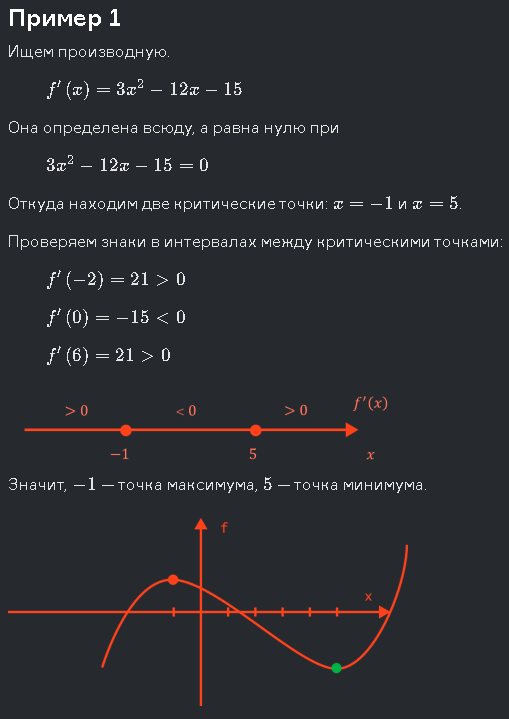 Пример 1
Ищем производную.
f′(x) = 3x² − 12x − 15
Она определена всюду, а равна нулю при
3x² − 12x − 15 = 0
Откуда находим две критические точки: x = −1 и x = 5.
Проверяем знаки в интервалах между критическими точками:
f′(−2) = 21 > 0
f′(0) = −15 < 0
f′(6) = 21 > 0
> 0 < 0 > 0 f′(x)
−1 5 x
Значит, −1 — точка максимума, 5 — точка минимума.
f
x